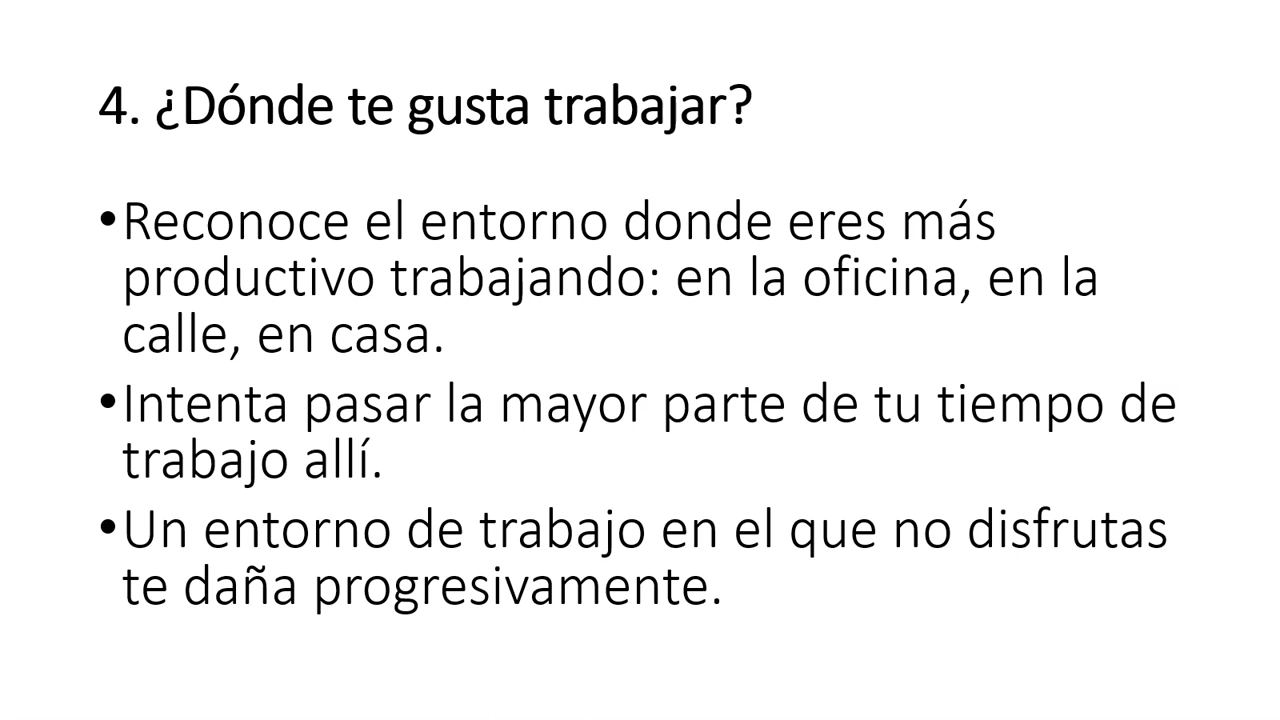 4. ¿Dónde te gusta trabajar?
•Reconoce el entorno donde eres más
productivo trabajando: en la oficina, en la
calle, en casa.
•Intenta pasar la mayor parte de tu tiempo de
trabajo allí.
•Un entorno de trabajo en el que no disfrutas
te daña progresivamente.